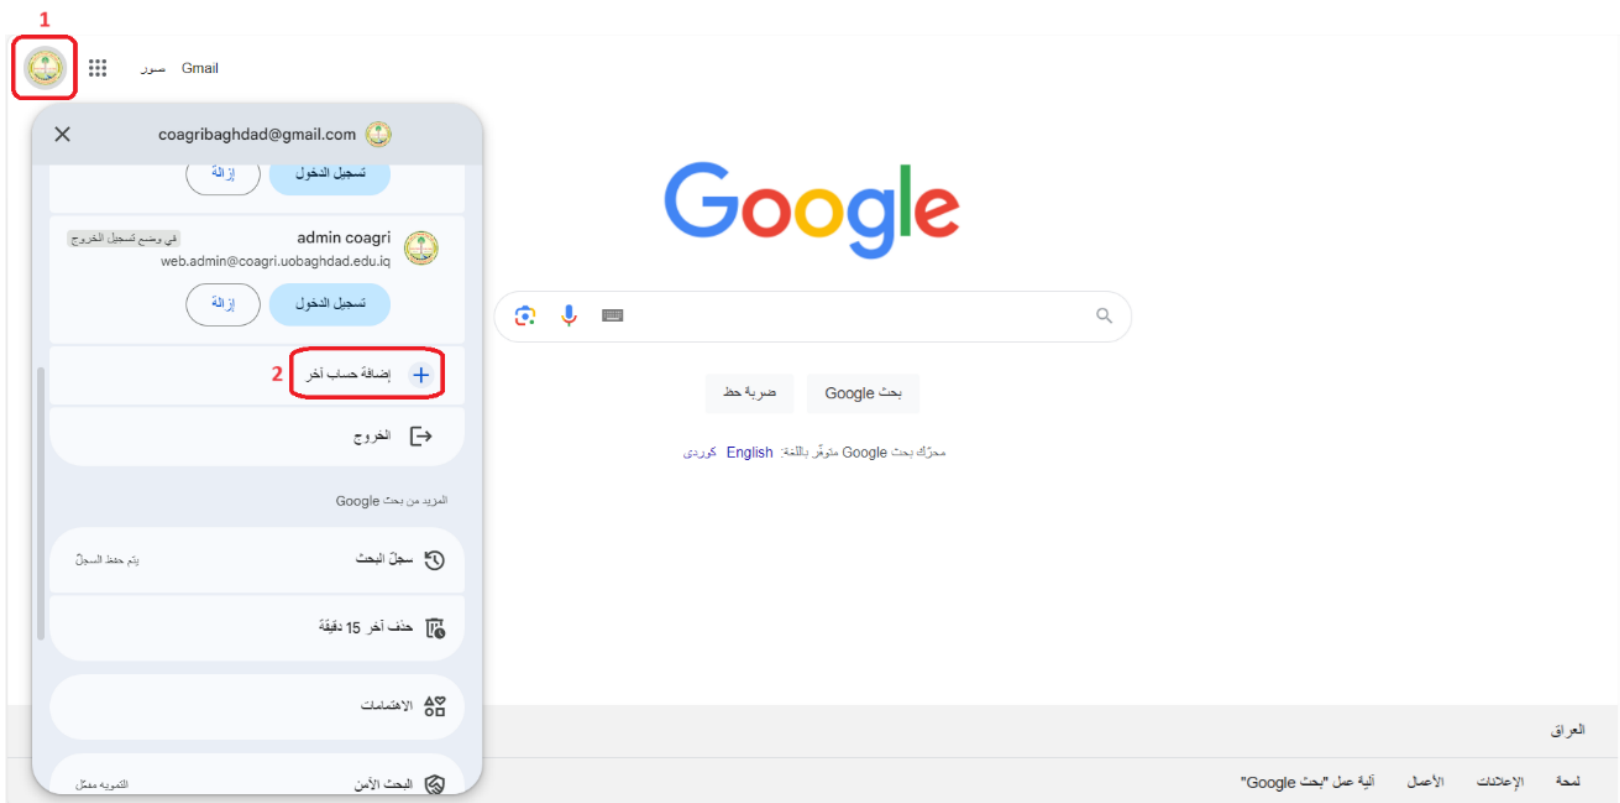 1
Gmail صور
coagribaghdad@gmail.com
تسجيل الدخول إزالة
admin coagri في وضع تسجيل الخروج
web.admin@coagri.uobaghdad.edu.iq
تسجيل الدخول إزالة
إضافة حساب آخر 2
الخروج
المزيد من بحث Google
سجلّ البحث يتم حفظ السجلّ
حذف آخر 15 دقيقة
الاهتمامات
البحث الآمن التمويه مفعّل
Google
بحث Google ضربة حظ
محرّك بحث Google متوفّر باللغة: English کوردی
العراق
لمحة الإعلانات الأعمال آلية عمل "بحث Google"